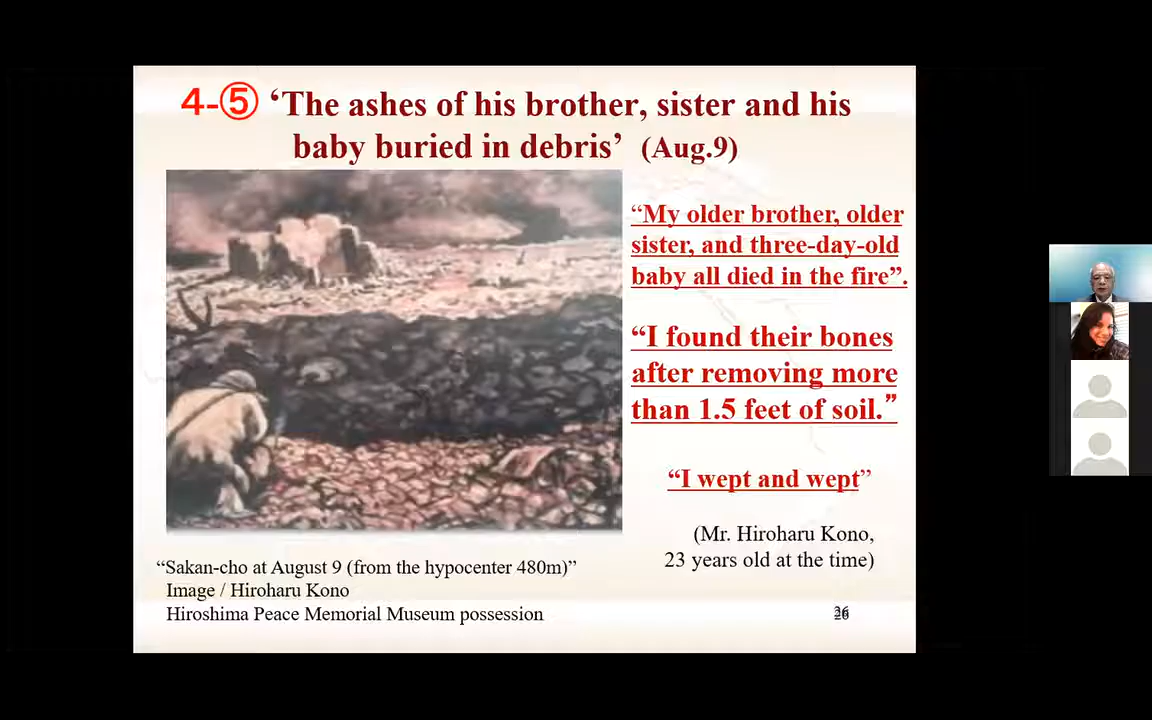 4-⑤ ‘The ashes of his brother, sister and his
baby buried in debris’ (Aug.9)
“My older brother, older
sister, and three-day-old
baby all died in the fire”.
“I found their bones
after removing more
than 1.5 feet of soil.”
“I wept and wept”
(Mr. Hiroharu Kono,
23 years old at the time)
“Sakan-cho at August 9 (from the hypocenter 480m)”
Image / Hiroharu Kono
Hiroshima Peace Memorial Museum possession
26